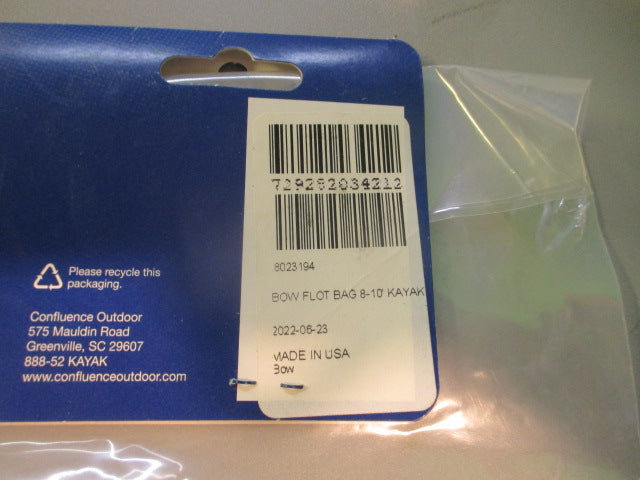 Please recycle this
packaging.
Confluence Outdoor
575 Mauldin Road
Greenville, SC 29607
888-52 KAYAK
www.confluenceoutdoor.com
729282034212
8023194
BOW FLOT BAG 8-10' KAYAK
2022-06-23
MADE IN USA
Bow